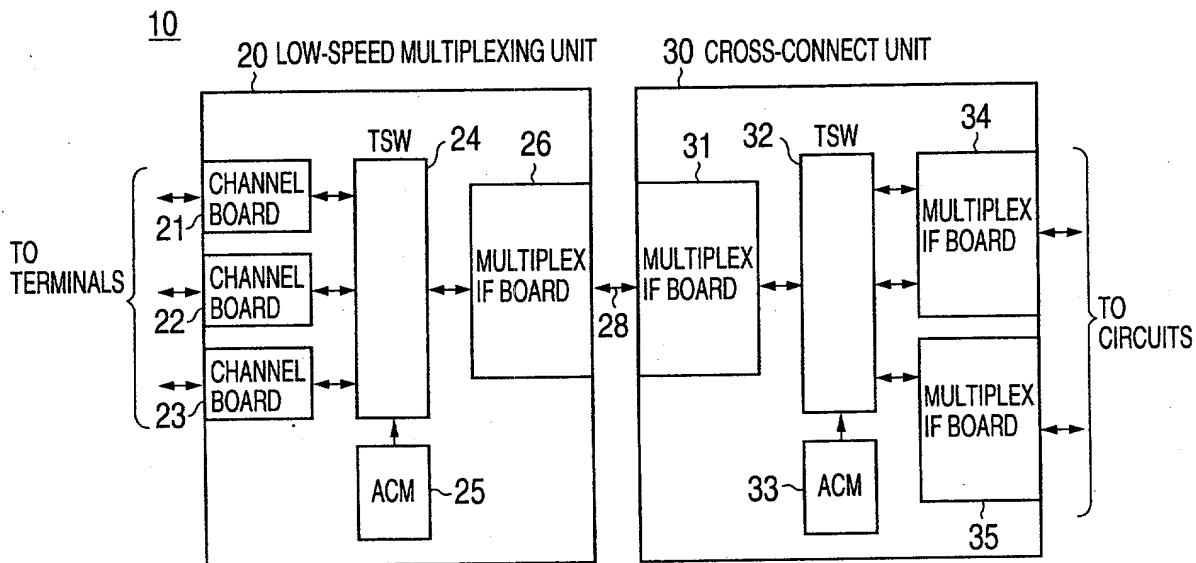 10
20 LOW-SPEED MULTIPLEXING UNIT
30 CROSS-CONNECT UNIT
TO
TERMINALS
CHANNEL
BOARD
21
CHANNEL
BOARD
22
CHANNEL
BOARD
23
TSW
24
ACM
25
26
MULTIPLEX
IF BOARD
28
31
MULTIPLEX
IF BOARD
TSW
32
ACM
33
34
MULTIPLEX
IF BOARD
MULTIPLEX
IF BOARD
35
TO
CIRCUITS